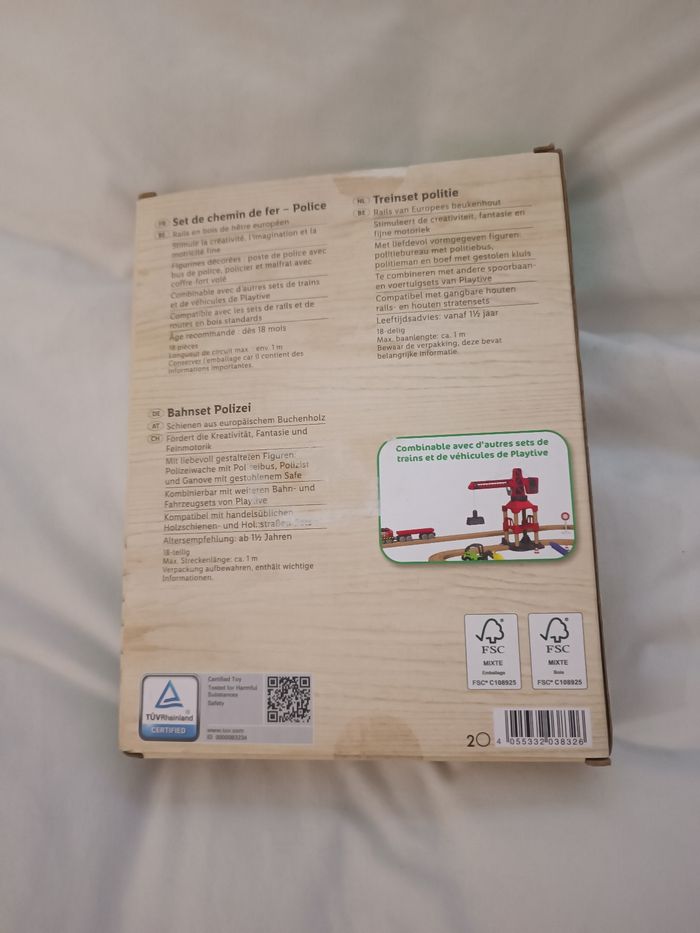 FR Set de chemin de fer – Police
BE Rails en bois de hêtre européen
Stimule la créativité, l'imagination et la
motricité fine
Figurines décorées : poste de police avec
bus de police, policier et malfrat avec
coffre fort volé
Combinable avec d'autres sets de trains
et de véhicules de Playtive
Compatible avec les sets de rails et de
routes en bois standards
Âge recommandé : dès 18 mois
18 pièces
Longueur de circuit max. : env. 1 m
Conserver l'emballage car il contient des
informations importantes.
NL Treinset politie
BE Rails van Europees beukenhout
Stimuleert de creativiteit, fantasie en
fijne motoriek
Met liefdevol vormgegeven figuren:
politiebureau met politiebus,
politieman en boef met gestolen kluis
Te combineren met andere spoorbaan-
en voertuigsets van Playtive
Compatibel met gangbare houten
rails- en houten stratensets
Leeftijdsadvies: vanaf 1½ jaar
18-delig
Max. baanlengte: ca. 1 m
Bewaar de verpakking, deze bevat
belangrijke informatie.
DE Bahnset Polizei
AT Schienen aus europäischem Buchenholz
CH Fördert die Kreativität, Fantasie und
Feinmotorik
Mit liebevoll gestalteten Figuren:
Polizeiwache mit Polizeibus, Polizist
und Ganove mit gestohlenem Safe
Kombinierbar mit weiteren Bahn- und
Fahrzeugsets von Playtive
Kompatibel mit handelsüblichen
Holzschienen- und Holzstraßen-Sets
Altersempfehlung: ab 1½ Jahren
18-teilig
Max. Streckenlänge: ca. 1 m
Verpackung aufbewahren, enthält wichtige
Informationen.
Combinable avec d'autres sets de
trains et de véhicules de Playtive
FSC
MIXTE
Emballage
FSC® C108925
FSC
MIXTE
Bois
FSC® C108925
TÜVRheinland
CERTIFIED
Certified Toy
Tested for Harmful
Substances
Safety
www.tuv.com
ID 0000083234
2
4 055332 038326